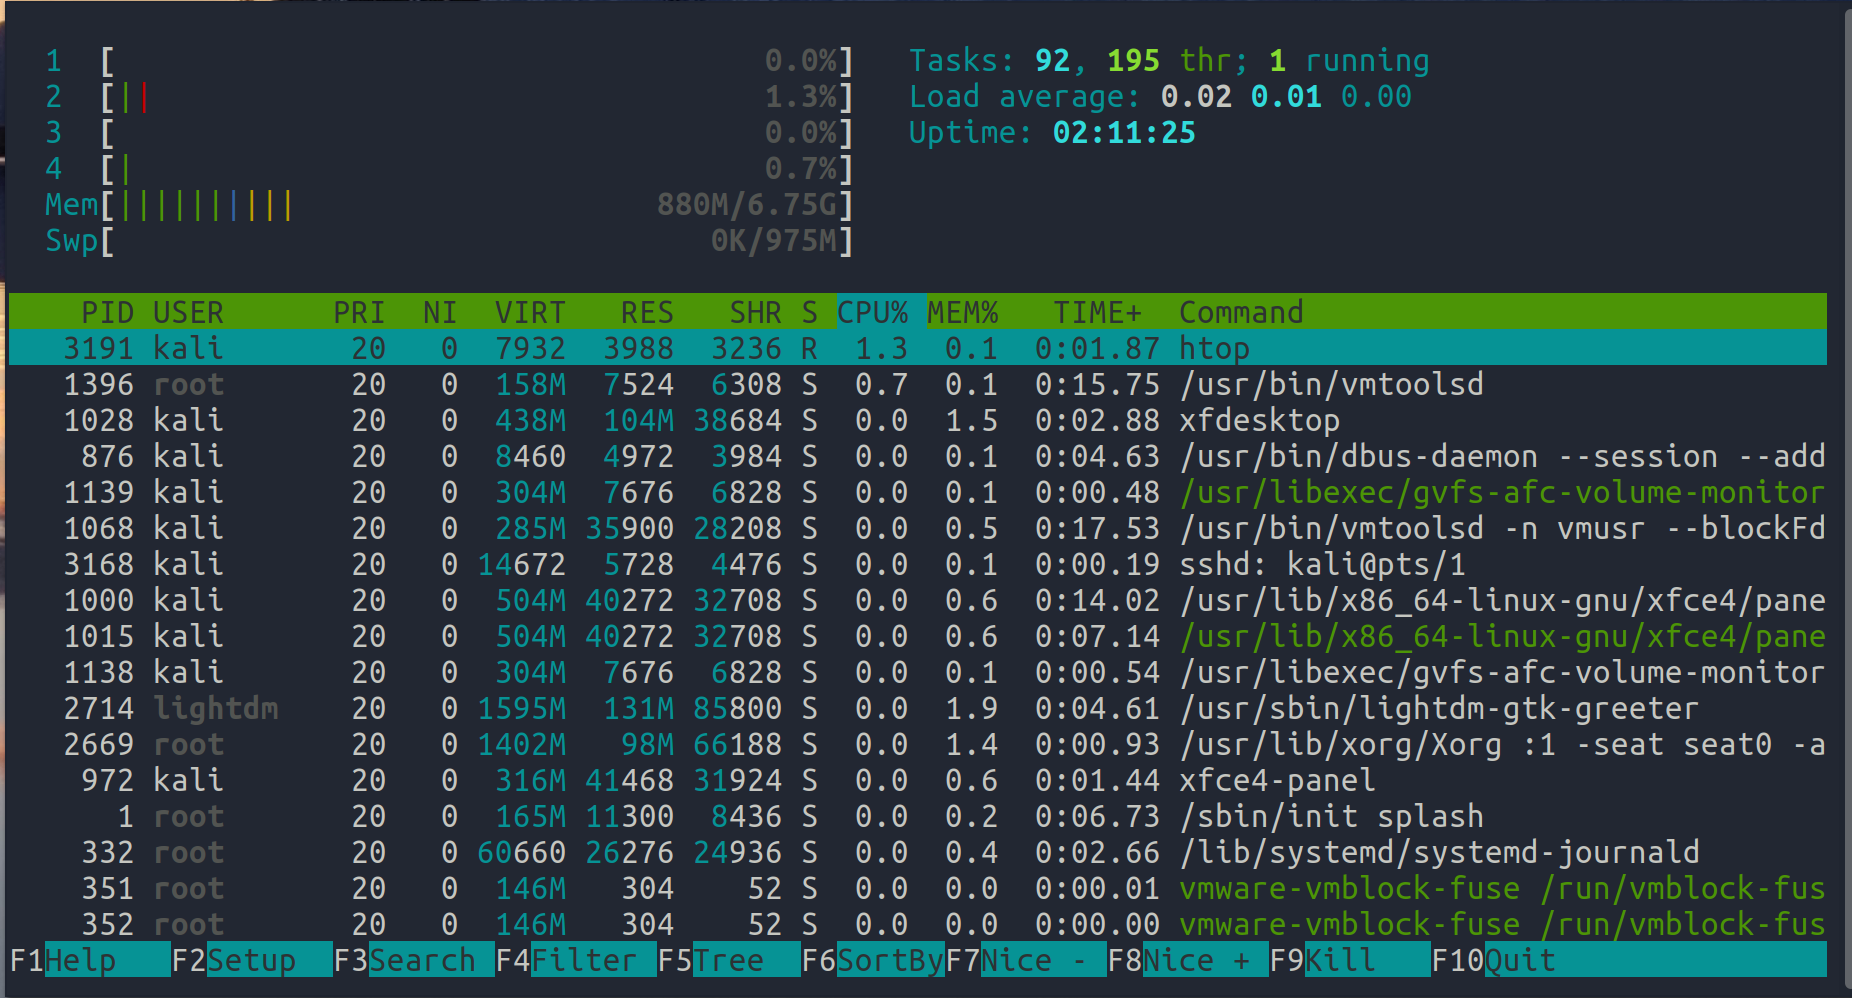 1 [ 0.0%] Tasks: 92, 195 thr; 1 running
2 [|| 1.3%] Load average: 0.02 0.01 0.00
3 [ 0.0%] Uptime: 02:11:25
4 [| 0.7%]
Mem[|||||||||| 880M/6.75G]
Swp[ 0K/975M]
PID USER PRI NI VIRT RES SHR S CPU% MEM% TIME+ Command
3191 kali 20 0 7932 3988 3236 R 1.3 0.1 0:01.87 htop
1396 root 20 0 158M 7524 6308 S 0.7 0.1 0:15.75 /usr/bin/vmtoolsd
1028 kali 20 0 438M 104M 38684 S 0.0 1.5 0:02.88 xfdesktop
876 kali 20 0 8460 4972 3984 S 0.0 0.1 0:04.63 /usr/bin/dbus-daemon --session --add
1139 kali 20 0 304M 7676 6828 S 0.0 0.1 0:00.48 /usr/libexec/gvfs-afc-volume-monitor
1068 kali 20 0 285M 35900 28208 S 0.0 0.5 0:17.53 /usr/bin/vmtoolsd -n vmusr --blockFd
3168 kali 20 0 14672 5728 4476 S 0.0 0.1 0:00.19 sshd: kali@pts/1
1000 kali 20 0 504M 40272 32708 S 0.0 0.6 0:14.02 /usr/lib/x86_64-linux-gnu/xfce4/pane
1015 kali 20 0 504M 40272 32708 S 0.0 0.6 0:07.14 /usr/lib/x86_64-linux-gnu/xfce4/pane
1138 kali 20 0 304M 7676 6828 S 0.0 0.1 0:00.54 /usr/libexec/gvfs-afc-volume-monitor
2714 lightdm 20 0 1595M 131M 85800 S 0.0 1.9 0:04.61 /usr/sbin/lightdm-gtk-greeter
2669 root 20 0 1402M 98M 66188 S 0.0 1.4 0:00.93 /usr/lib/xorg/Xorg :1 -seat seat0 -a
972 kali 20 0 316M 41468 31924 S 0.0 0.6 0:01.44 xfce4-panel
1 root 20 0 165M 11300 8436 S 0.0 0.2 0:06.73 /sbin/init splash
332 root 20 0 60660 26276 24936 S 0.0 0.4 0:02.66 /lib/systemd/systemd-journald
351 root 20 0 146M 304 52 S 0.0 0.0 0:00.01 vmware-vmblock-fuse /run/vmblock-fus
352 root 20 0 146M 304 52 S 0.0 0.0 0:00.00 vmware-vmblock-fuse /run/vmblock-fus
F1Help F2Setup F3Search F4Filter F5Tree F6SortByF7Nice - F8Nice + F9Kill F10Quit